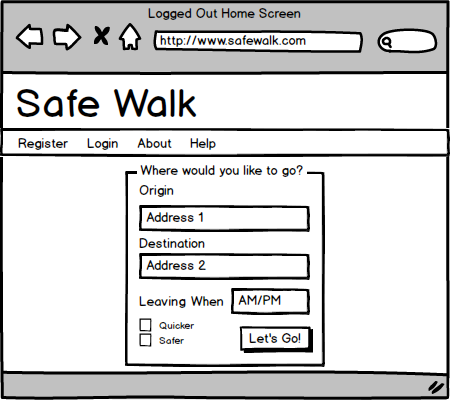 Logged Out Home Screen
http://www.safewalk.com
Safe Walk
Register Login About Help
Where would you like to go?
Origin
Address 1
Destination
Address 2
Leaving When AM/PM
Quicker
Safer
Let's Go!